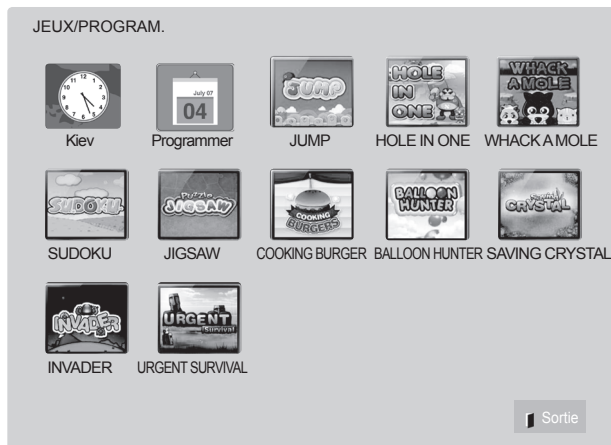 JEUX/PROGRAM.
July 07
04
Kiev
Programmer
JUMP
JUMP
HOLE IN ONE
HOLE IN ONE
WHACK A MOLE
WHACK A MOLE
SUDOKU
SUDOKU
Puzzle
JIGSAW
JIGSAW
COOKING
BURGERS
COOKING BURGER
BALLOON
HUNTER
BALLOON HUNTER
CRYSTAL
SAVING CRYSTAL
INVADER
INVADER
URGENT
Survival
URGENT SURVIVAL
Sortie